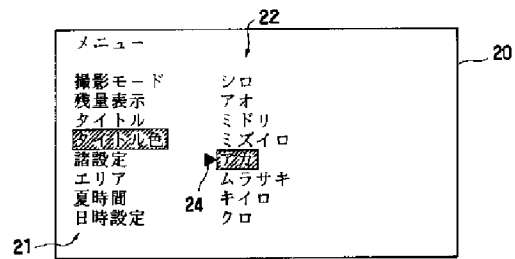 22
20
メニュー
撮影モード シロ
残量表示 アオ
タイトル ミドリ
タイトル色 ミズイロ
諸設定 アカ
エリア ムラサキ
夏時間 キイロ
日時設定 クロ
24
21